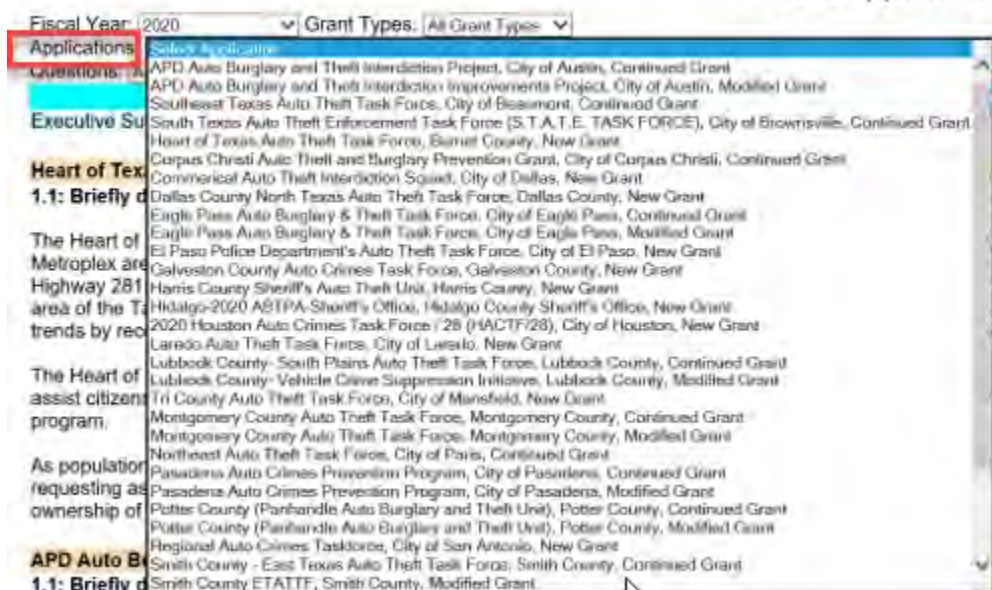 Fiscal Year: 2020 Grant Types: All Grant Types
Applications Select Application
Questions: A
APD Auto Burglary and Theft Interdiction Project, City of Austin, Continued Grant
APD Auto Burglary and Theft Interdiction Improvements Project, City of Austin, Modified Grant
Southeast Texas Auto Theft Task Force, City of Beaumont, Continued Grant
Executive Su
South Texas Auto Theft Enforcement Task Force (S.T.A.T.E. TASK FORCE), City of Brownsville, Continued Grant
Heart of Texas Auto Theft Task Force, Burnet County, New Grant
Heart of Tex
Corpus Christi Auto Theft and Burglary Prevention Grant, City of Corpus Christi, Continued Grant
Commerical Auto Theft Interdiction Squad, City of Dallas, New Grant
1.1: Briefly d
Dallas County North Texas Auto Theft Task Force, Dallas County, New Grant
Eagle Pass Auto Burglary & Theft Task Force, City of Eagle Pass, Continued Grant
Eagle Pass Auto Burglary & Theft Task Force, City of Eagle Pass, Modified Grant
The Heart of
El Paso Police Department's Auto Theft Task Force, City of El Paso, New Grant
Metroplex are
Galveston County Auto Crimes Task Force, Galveston County, New Grant
Highway 281
Harris County Sheriff's Auto Theft Unit, Harris County, New Grant
area of the Ta
Hidalgo-2020 ABTPA-Sheriff's Office, Hidalgo County Sheriff's Office, New Grant
trends by rec
2020 Houston Auto Crimes Task Force / 28 (HACTF/28), City of Houston, New Grant
Laredo Auto Theft Task Force, City of Laredo, New Grant
Lubbock County- South Plains Auto Theft Task Force, Lubbock County, Continued Grant
The Heart of
Lubbock County- Vehicle Crime Suppression Initiative, Lubbock County, Modified Grant
assist citizens
Tri County Auto Theft Task Force, City of Mansfield, New Grant
program.
Montgomery County Auto Theft Task Force, Montgomery County, Continued Grant
Montgomery County Auto Theft Task Force, Montgomery County, Modified Grant
Northeast Auto Theft Task Force, City of Paris, Continued Grant
As population
Pasadena Auto Crimes Prevention Program, City of Pasadena, Continued Grant
requesting as
Pasadena Auto Crimes Prevention Program, City of Pasadena, Modified Grant
ownership of
Potter County (Panhandle Auto Burglary and Theft Unit), Potter County, Continued Grant
Potter County (Panhandle Auto Burglary and Theft Unit), Potter County, Modified Grant
Regional Auto Crimes Taskforce, City of San Antonio, New Grant
APD Auto B
Smith County - East Texas Auto Theft Task Force, Smith County, Continued Grant
1.1: Briefly d
Smith County ETATTF, Smith County, Modified Grant